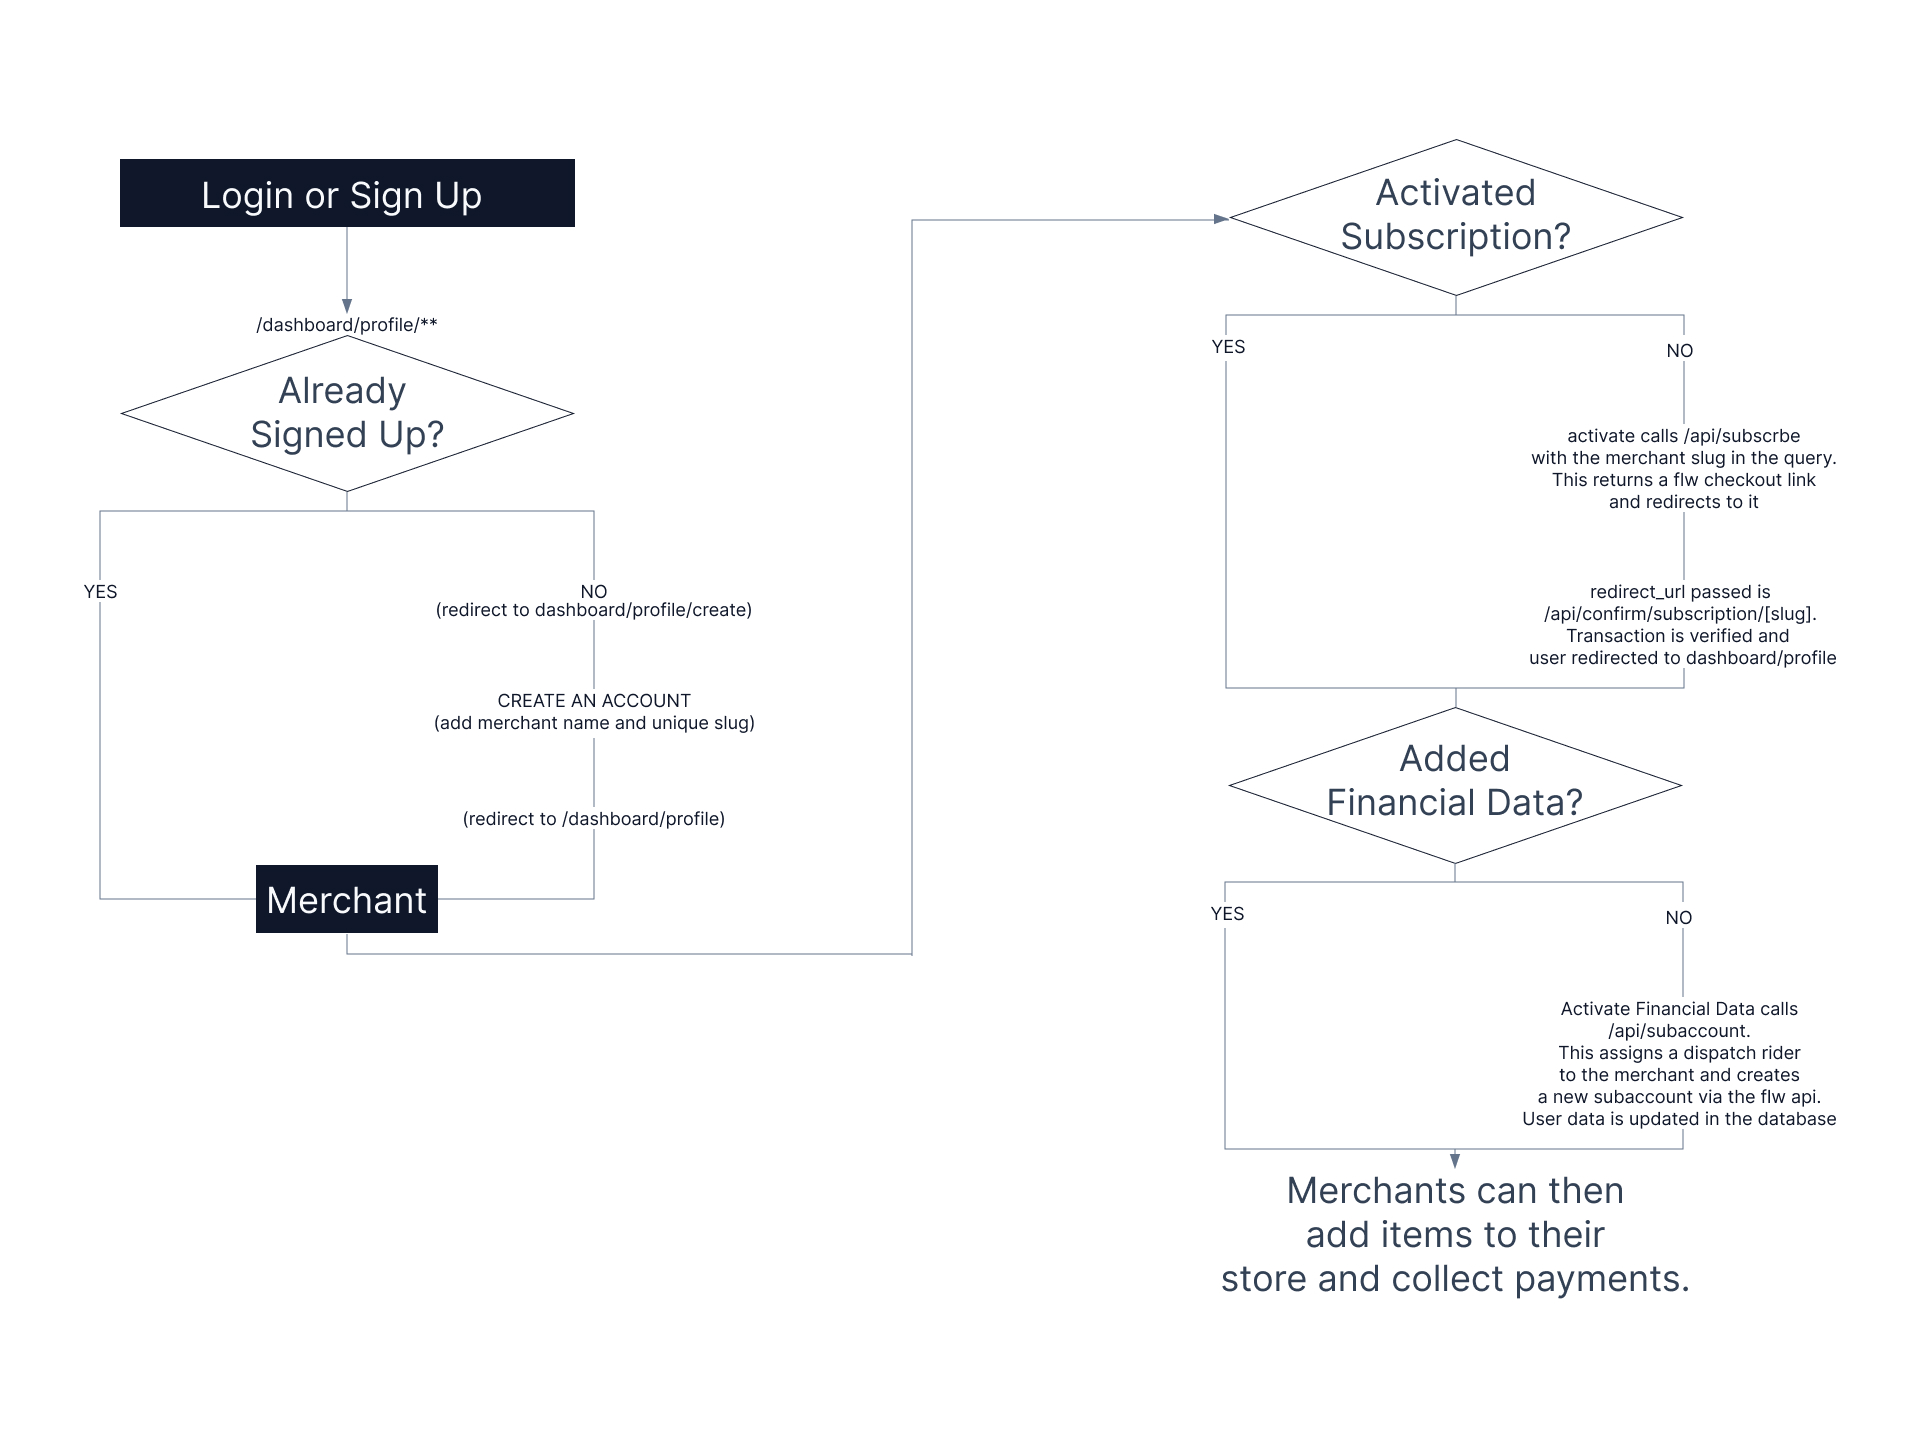 Login or Sign Up
/dashboard/profile/**
Already
Signed Up?
YES
NO
(redirect to dashboard/profile/create)
CREATE AN ACCOUNT
(add merchant name and unique slug)
(redirect to /dashboard/profile)
Merchant
Activated
Subscription?
YES
NO
activate calls /api/subscrbe
with the merchant slug in the query.
This returns a flw checkout link
and redirects to it
redirect_url passed is
/api/confirm/subscription/[slug].
Transaction is verified and
user redirected to dashboard/profile
Added
Financial Data?
YES
NO
Activate Financial Data calls
/api/subaccount.
This assigns a dispatch rider
to the merchant and creates
a new subaccount via the flw api.
User data is updated in the database
Merchants can then
add items to their
store and collect payments.